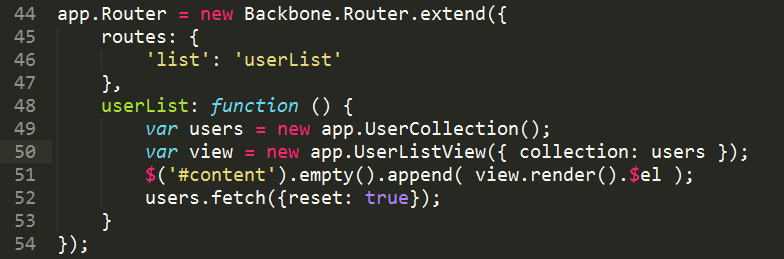 44 app.Router = new Backbone.Router.extend({
45     routes: {
46         'list': 'userList'
47     },
48     userList: function () {
49         var users = new app.UserCollection();
50         var view = new app.UserListView({ collection: users });
51         $('#content').empty().append( view.render().$el );
52         users.fetch({reset: true});
53     }
54 });